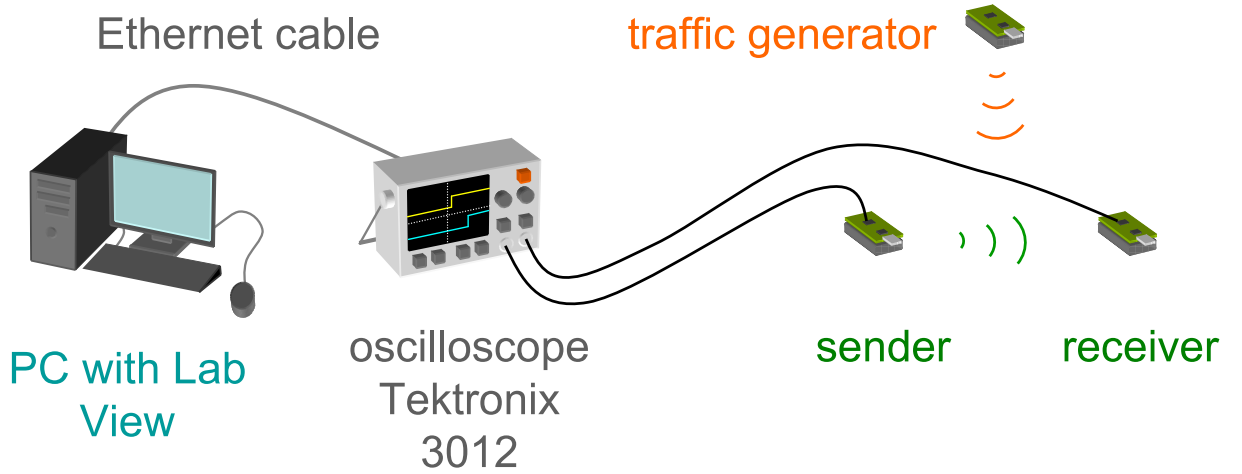 Ethernet cable
traffic generator
PC with Lab
View
oscilloscope
Tektronix
3012
sender
receiver